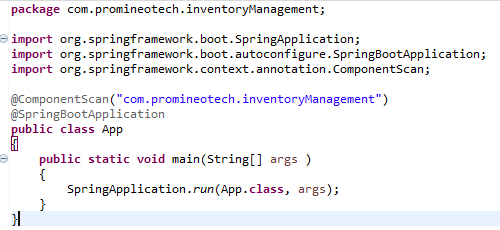 package com.promineotech.inventoryManagement;
import org.springframework.boot.SpringApplication;
import org.springframework.boot.autoconfigure.SpringBootApplication;
import org.springframework.context.annotation.ComponentScan;
@ComponentScan("com.promineotech.inventoryManagement")
@SpringBootApplication
public class App
{
    public static void main(String[] args )
    {
        SpringApplication.run(App.class, args);
    }
}